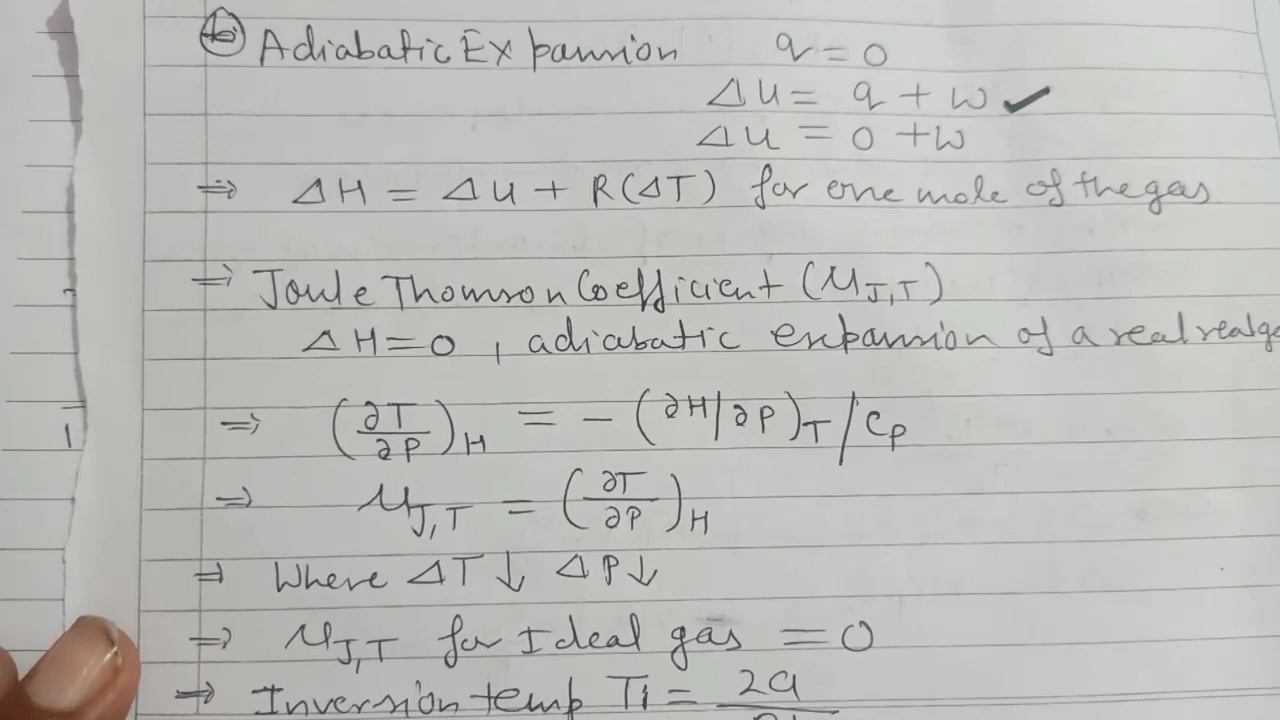 (b) Adiabatic Expansion q = 0
ΔU = q + W ✓
ΔU = 0 + W
⇒ ΔH = ΔU + R(ΔT) for one mole of the gas
⇒ Joule Thomson Coefficient (μJ,T)
ΔH = 0, adiabatic expansion of a real real
⇒ (∂T/∂P)H = - (∂H/∂P)T / CP
⇒ μJ,T = (∂T/∂P)H
⇒ Where ΔT↓ ΔP↓
⇒ μJ,T for Ideal gas = 0
⇒ Inversion temp Ti = 2a